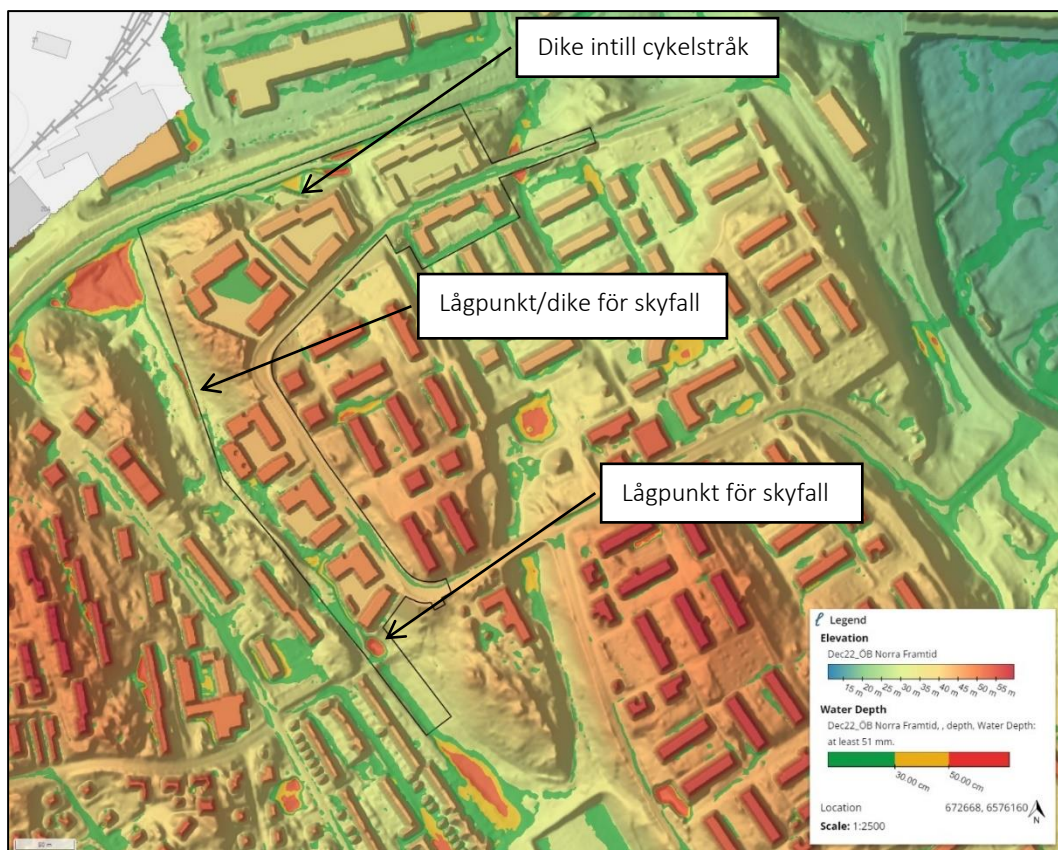 Dike intill cykelstråk
Lågpunkt/dike för skyfall
Lågpunkt för skyfall
Legend
Elevation
Dec22_ÖB Norra Framtid
15 m 20 m 25 m 30 m 35 m 40 m 45 m 50 m 55 m
Water Depth
Dec22_ÖB Norra Framtid, , depth, Water Depth:
at least 51 mm.
30.00 cm 50.00 cm
Location 672668, 6576160
N
Scale: 1:2500